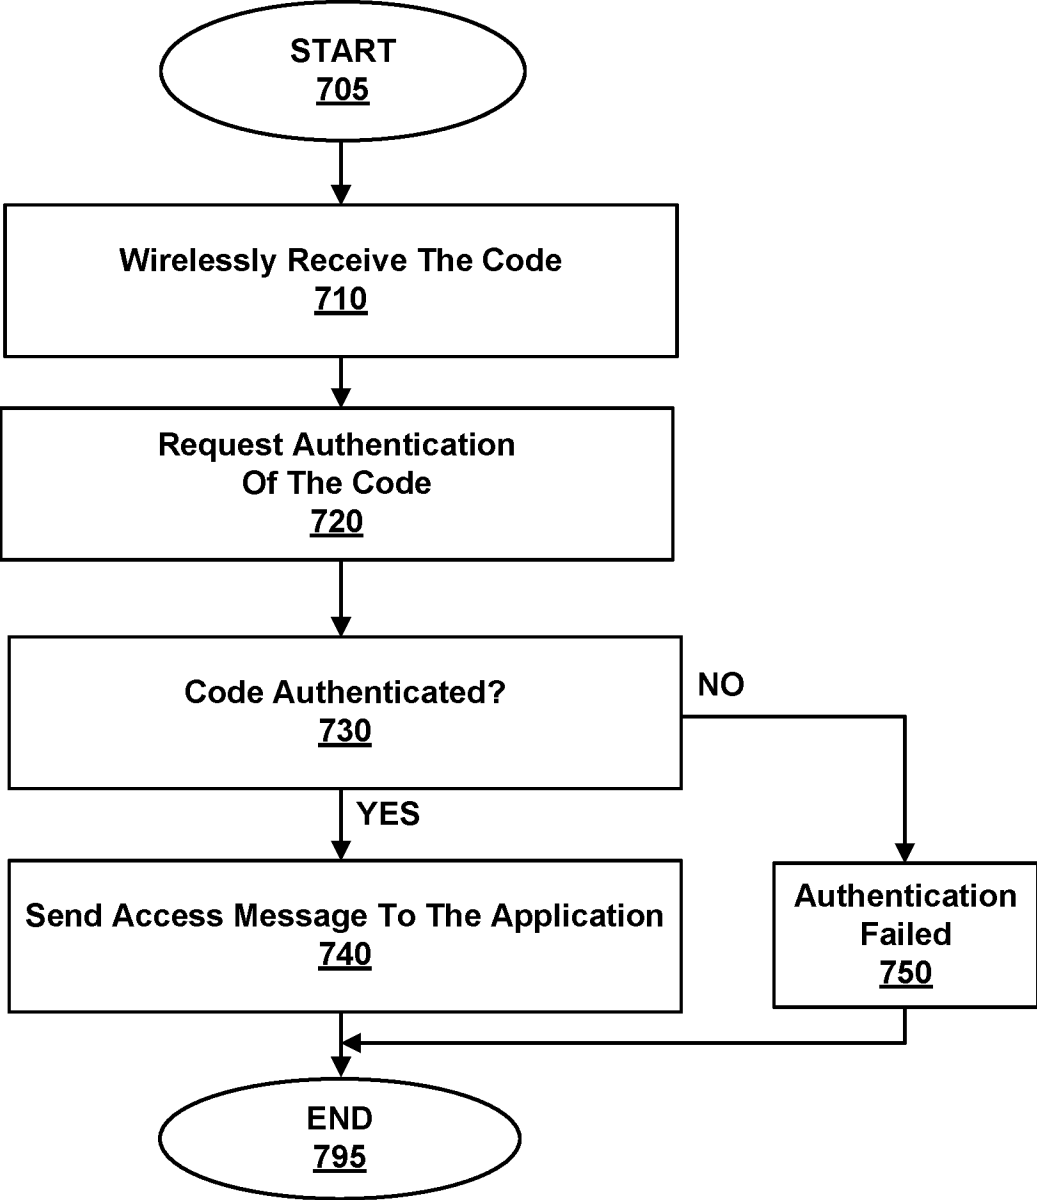 START
705
Wirelessly Receive The Code
710
Request Authentication
Of The Code
720
Code Authenticated?
730
NO
YES
Send Access Message To The Application
740
Authentication
Failed
750
END
795